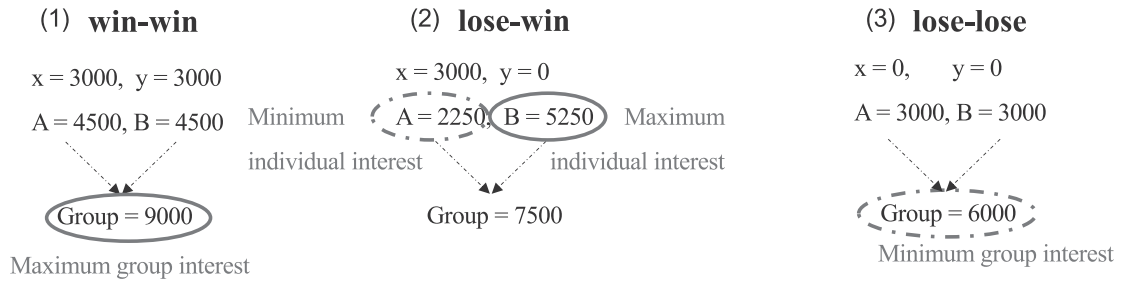 (1) win-win
x = 3000, y = 3000
A = 4500, B = 4500
Group = 9000
Maximum group interest
(2) lose-win
x = 3000, y = 0
Minimum A = 2250, B = 5250 Maximum
individual interest individual interest
Group = 7500
(3) lose-lose
x = 0, y = 0
A = 3000, B = 3000
Group = 6000
Minimum group interest